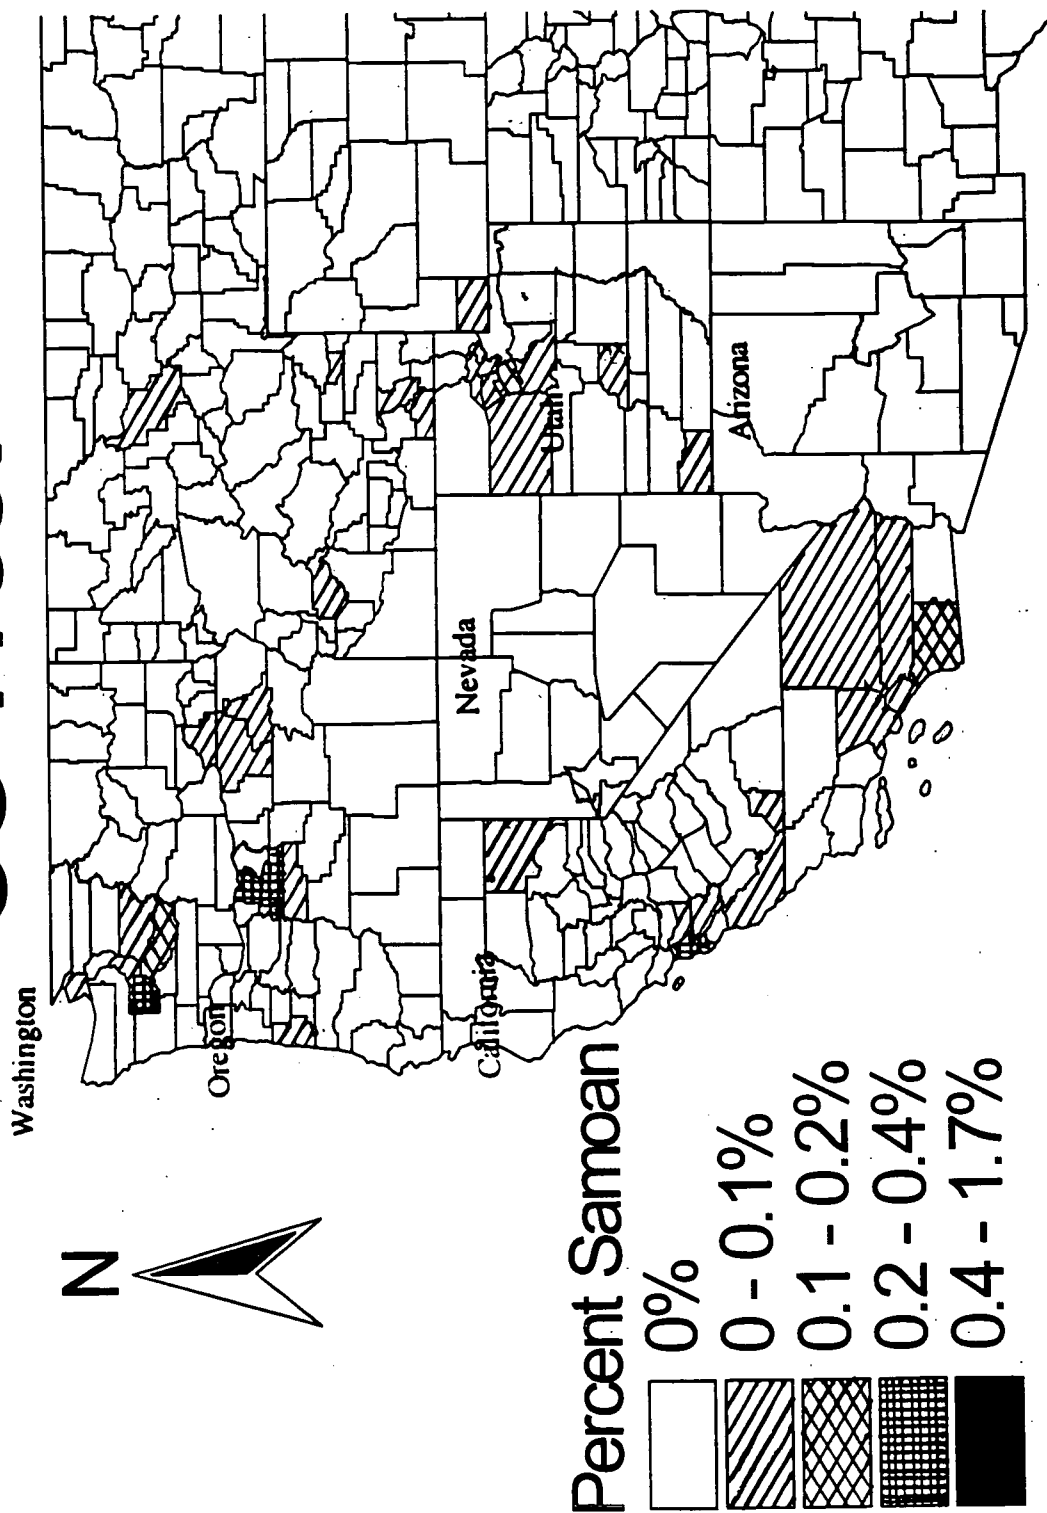 Washington
Oregon
California
Nevada
Utah
Arizona
N
Percent Samoan
0%
0 - 0.1%
0.1 - 0.2%
0.2 - 0.4%
0.4 - 1.7%